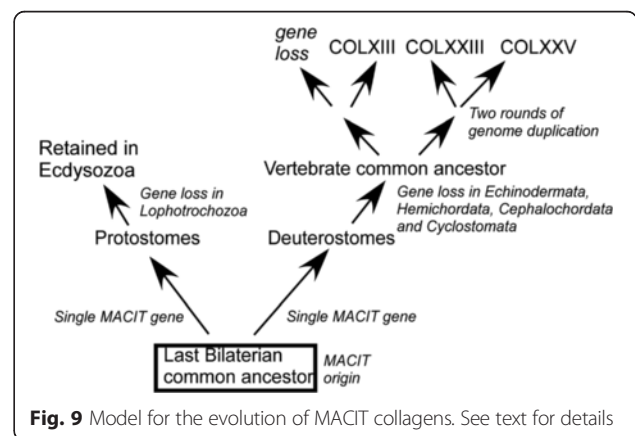 gene
loss
COLXIII
COLXXIII
COLXXV
Two rounds of
genome duplication
Retained in
Ecdysozoa
Vertebrate common ancestor
Gene loss in
Lophotrochozoa
Gene loss in Echinodermata,
Hemichordata, Cephalochordata
and Cyclostomata
Protostomes
Deuterostomes
Single MACIT gene
Single MACIT gene
Last Bilaterian
common ancestor
MACIT
origin
Fig. 9 Model for the evolution of MACIT collagens. See text for details